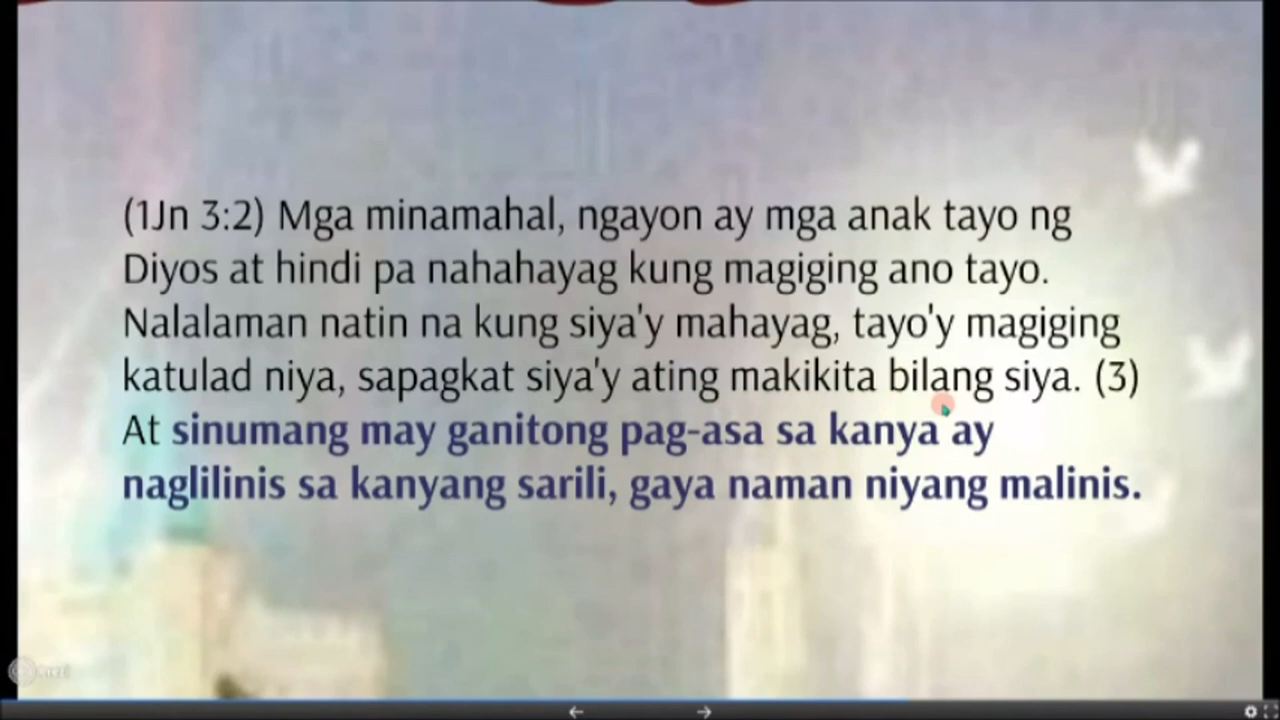 (1Jn 3:2) Mga minamahal, ngayon ay mga anak tayo ng
Diyos at hindi pa nahahayag kung magiging ano tayo.
Nalalaman natin na kung siya'y mahayag, tayo'y magiging
katulad niya, sapagkat siya'y ating makikita bilang siya. (3)
At sinumang may ganitong pag-asa sa kanya ay
naglilinis sa kanyang sarili, gaya naman niyang malinis.